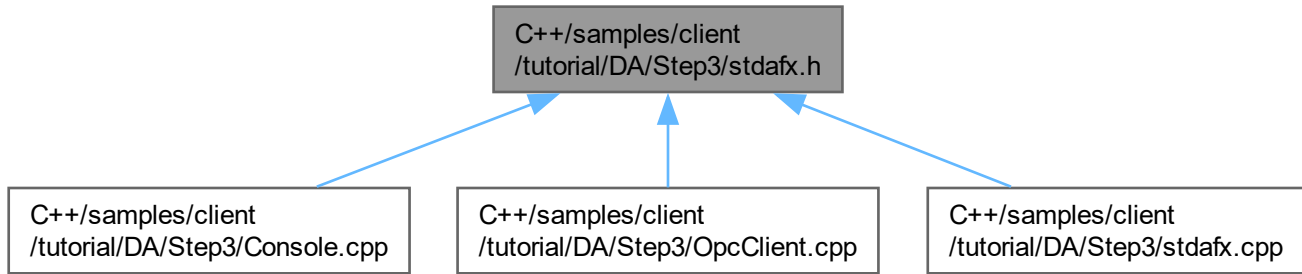 C++/samples/client
/tutorial/DA/Step3/stdafx.h
C++/samples/client
/tutorial/DA/Step3/Console.cpp
C++/samples/client
/tutorial/DA/Step3/OpcClient.cpp
C++/samples/client
/tutorial/DA/Step3/stdafx.cpp